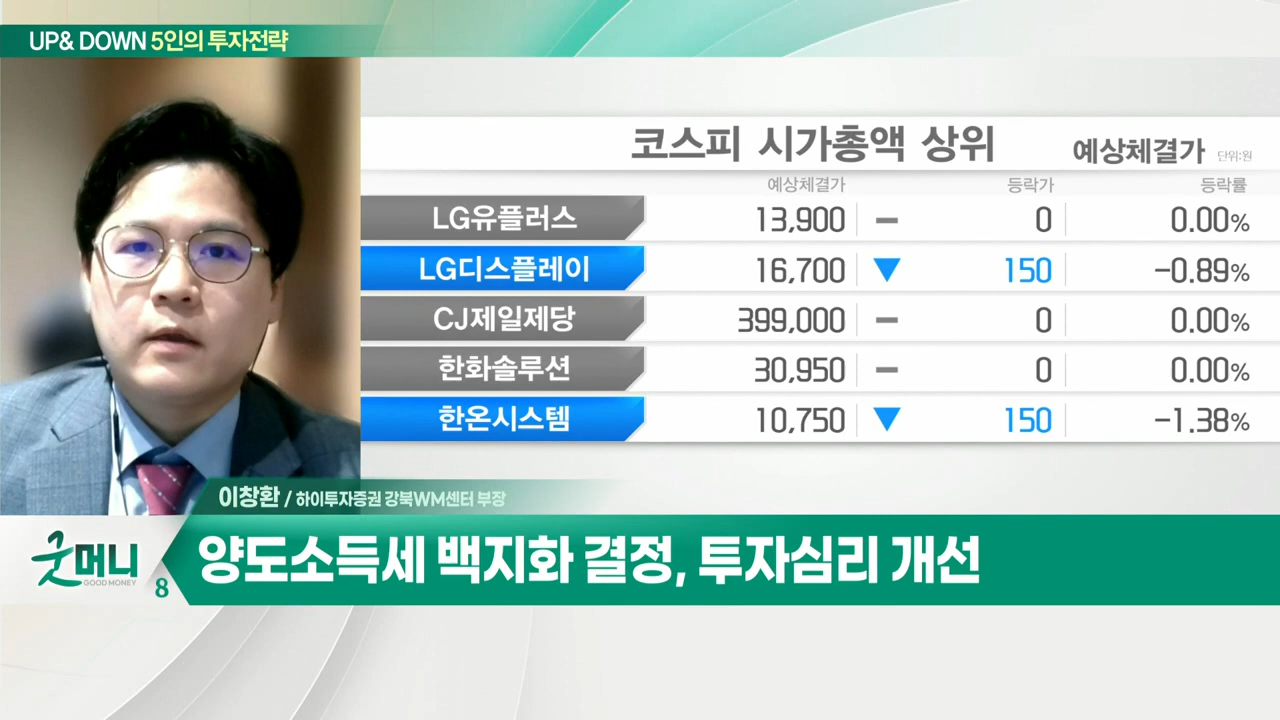 UP& DOWN 5인의 투자전략
코스피 시가총액 상위 예상체결가 단위:원
예상체결가 등락가 등락률
LG유플러스 13,900 0 0.00%
LG디스플레이 16,700 ▼ 150 -0.89%
CJ제일제당 399,000 0 0.00%
한화솔루션 30,950 0 0.00%
한온시스템 10,750 ▼ 150 -1.38%
이창환 / 하이투자증권 강북WM센터 부장
굿머니
GOOD MONEY
8
양도소득세 백지화 결정, 투자심리 개선